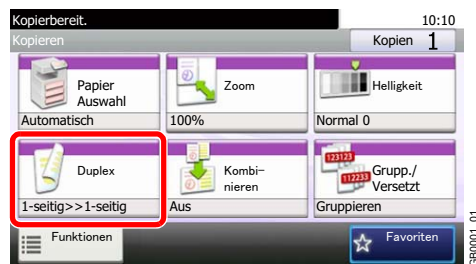 Kopierbereit. 10:10
Kopieren Kopien 1
Papier Auswahl
Automatisch
Zoom
100%
Helligkeit
Normal 0
Duplex
1-seitig>>1-seitig
Kombi-
nieren
Aus
123123
112233
Grupp./
Versetzt
Gruppieren
Funktionen
Favoriten